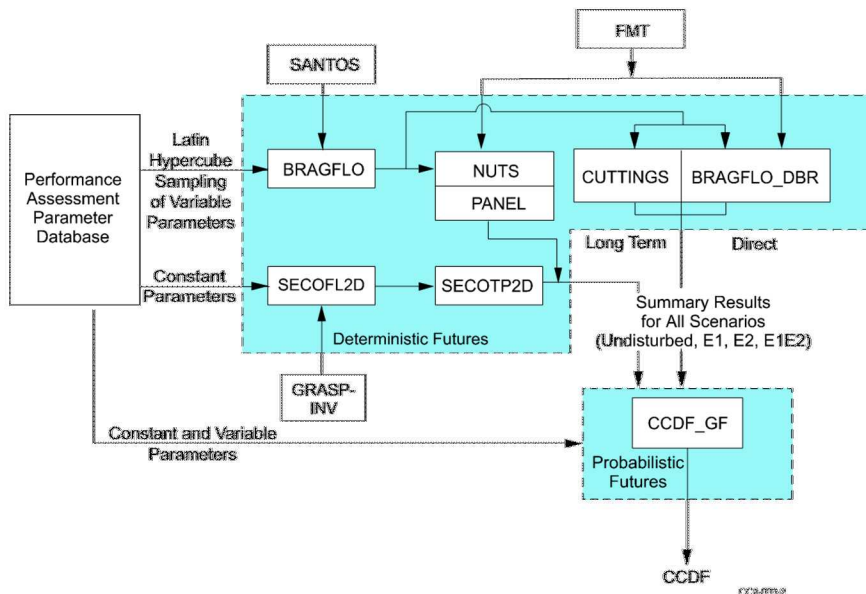 FMT
SANTOS
Latin
Hypercube
Sampling
of Variable
Parameters
Performance
Assessment
Parameter
Database
BRAGFLO
NUTS
PANEL
CUTTINGS
BRAGFLO_DBR
Long Term
Direct
Constant
Parameters
SECOFL2D
SECOTP2D
Deterministic Futures
Summary Results
for All Scenarios
(Undisturbed, E1, E2, E1E2)
GRASP-
INV
Constant and Variable
Parameters
CCDF_GF
Probabilistic
Futures
CCDF